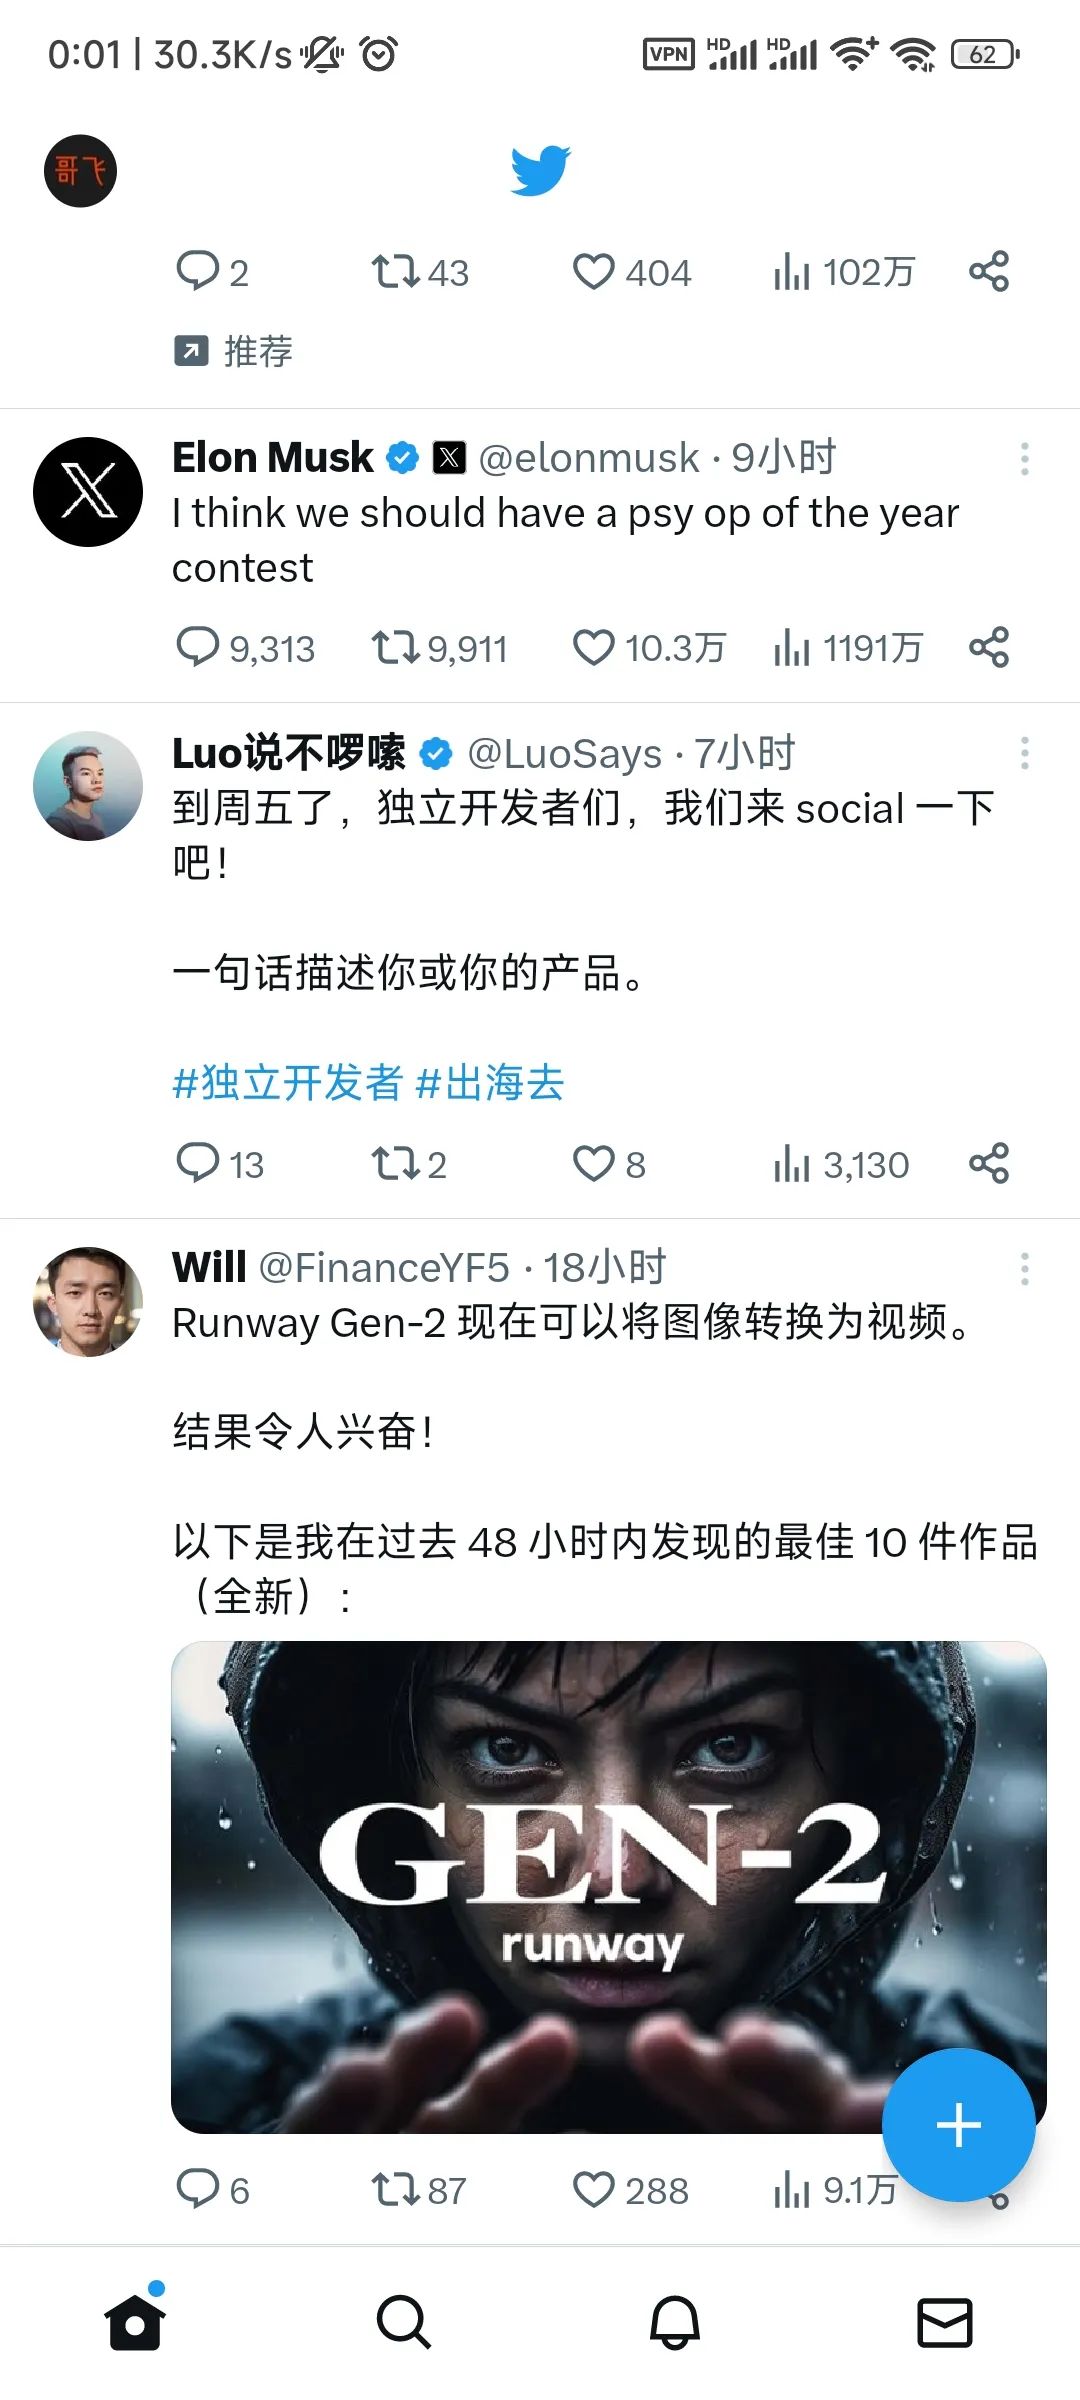 0:01 | 30.3K/s VPN HD HD 62
哥飞
2 43 404 102万
推荐
Elon Musk @elonmusk · 9小时
I think we should have a psy op of the year
contest
9,313 9,911 10.3万 1191万
Luo说不啰嗦 @LuoSays · 7小时
到周五了，独立开发者们，我们来 social 一下
吧！
一句话描述你或你的产品。
#独立开发者 #出海去
13 2 8 3,130
Will @FinanceYF5 · 18小时
Runway Gen-2 现在可以将图像转换为视频。
结果令人兴奋！
以下是我在过去 48 小时内发现的最佳 10 件作品
（全新）：
GEN-2
runway
6 87 288 9.1万